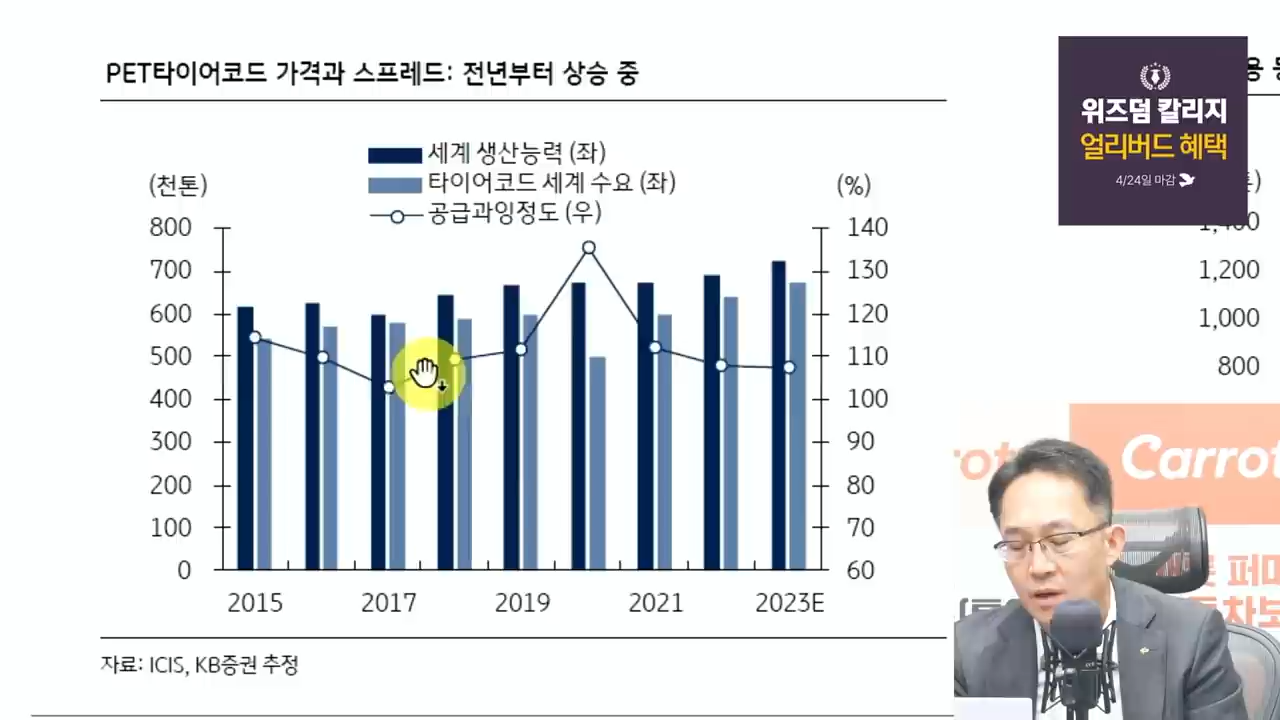 PET타이어코드 가격과 스프레드: 전년부터 상승 중
세계 생산능력 (좌)
타이어코드 세계 수요 (좌)
공급과잉정도 (우)
(천톤)
(%)
800
700
600
500
400
300
200
100
0
140
130
120
110
100
90
80
70
60
2015
2017
2019
2021
2023E
자료: ICIS, KB증권 추정
위즈덤 칼리지
얼리버드 혜택
4/24일 마감
1,200
1,000
800
Carrot